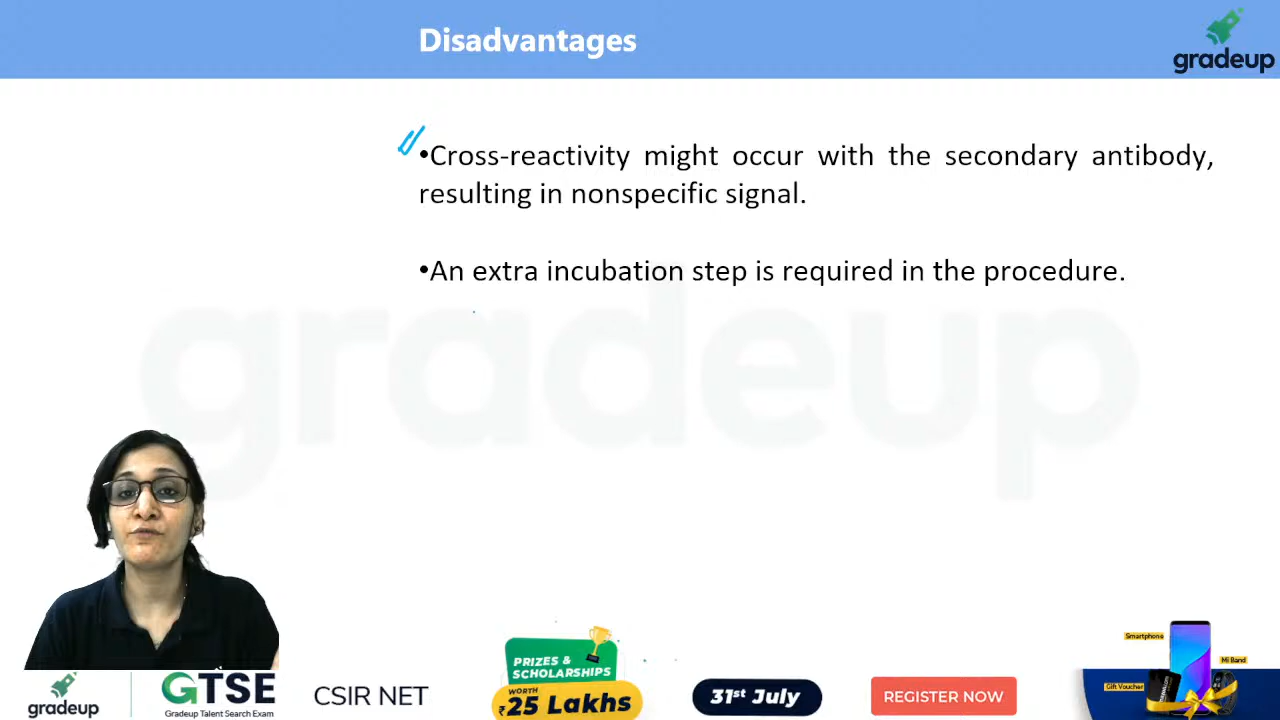 Disadvantages
gradeup
•Cross-reactivity might occur with the secondary antibody,
resulting in nonspecific signal.
•An extra incubation step is required in the procedure.
gradeup
gradeup
GTSE
Gradeup Talent Search Exam
CSIR NET
PRIZES &
SCHOLARSHIPS
WORTH
₹25 Lakhs
31st July
REGISTER NOW
Smartphone
Mi Band
Gift Voucher